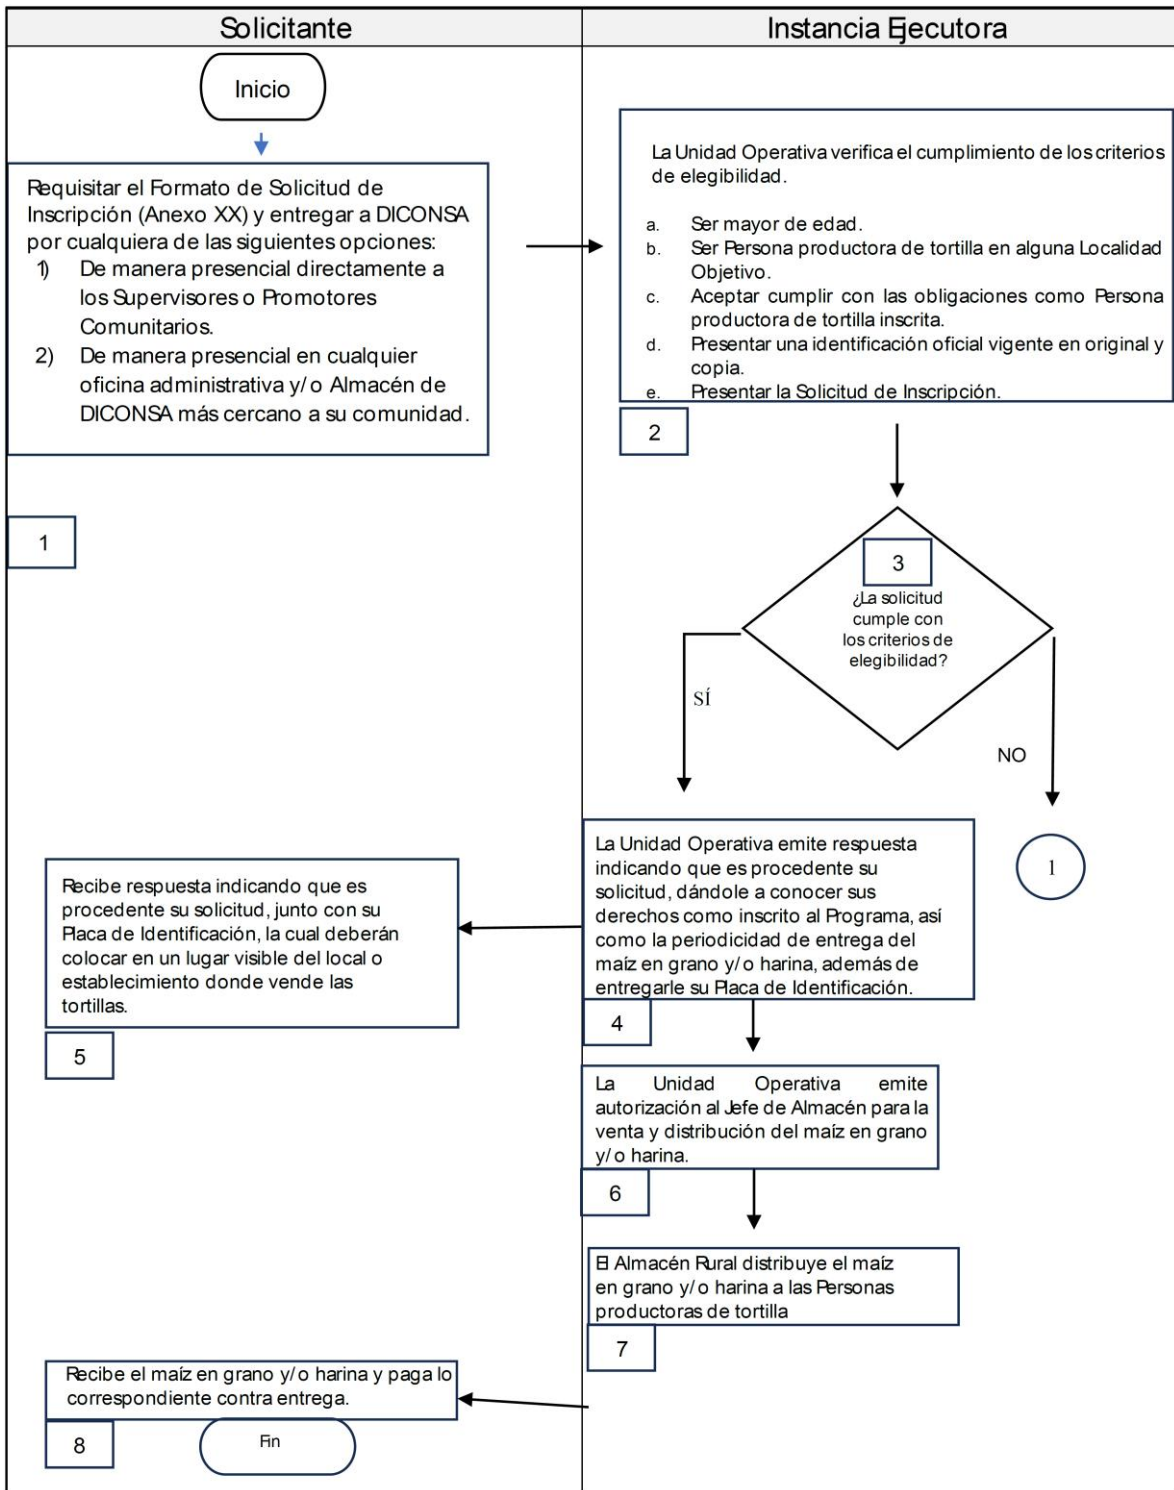 Solicitante
Instancia Ejecutora
Inicio
Requisitar el Formato de Solicitud de
Inscripción (Anexo XX) y entregar a DICONSA
por cualquiera de las siguientes opciones:
1) De manera presencial directamente a
los Supervisores o Promotores
Comunitarios.
2) De manera presencial en cualquier
oficina administrativa y/o Almacén de
DICONSA más cercano a su comunidad.
1
La Unidad Operativa verifica el cumplimiento de los criterios
de elegibilidad.
a. Ser mayor de edad.
b. Ser Persona productora de tortilla en alguna Localidad
Objetivo.
c. Aceptar cumplir con las obligaciones como Persona
productora de tortilla inscrita.
d. Presentar una identificación oficial vigente en original y
copia.
e. Presentar la Solicitud de Inscripción.
2
3
¿La solicitud
cumple con
los criterios de
elegibilidad?
SÍ
NO
1
La Unidad Operativa emite respuesta
indicando que es procedente su
solicitud, dándole a conocer sus
derechos como inscrito al Programa, así
como la periodicidad de entrega del
maíz en grano y/o harina, además de
entregarle su Placa de Identificación.
4
Recibe respuesta indicando que es
procedente su solicitud, junto con su
Placa de Identificación, la cual deberán
colocar en un lugar visible del local o
establecimiento donde vende las
tortillas.
5
La Unidad Operativa emite
autorización al Jefe de Almacén para la
venta y distribución del maíz en grano
y/o harina.
6
El Almacén Rural distribuye el maíz
en grano y/o harina a las Personas
productoras de tortilla
7
Recibe el maíz en grano y/o harina y paga lo
correspondiente contra entrega.
8
Fin